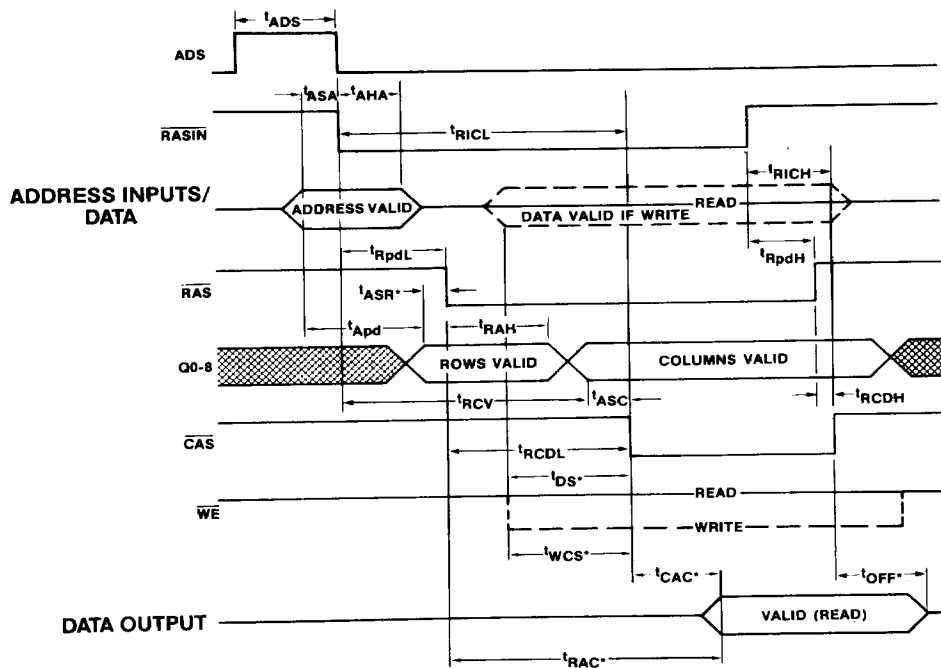 tADS
ADS
tASA
tAHA
RASIN
tRICL
tRICH
ADDRESS INPUTS/
DATA
ADDRESS VALID
READ
DATA VALID IF WRITE
tRpdL
tRpdH
RAS
tASR*
tApd
tRAH
Q0-8
ROWS VALID
COLUMNS VALID
tRCV
tASC
tRCDH
CAS
tRCDL
tDS*
READ
WE
WRITE
tWCS*
tCAC*
tOFF*
DATA OUTPUT
VALID (READ)
tRAC*